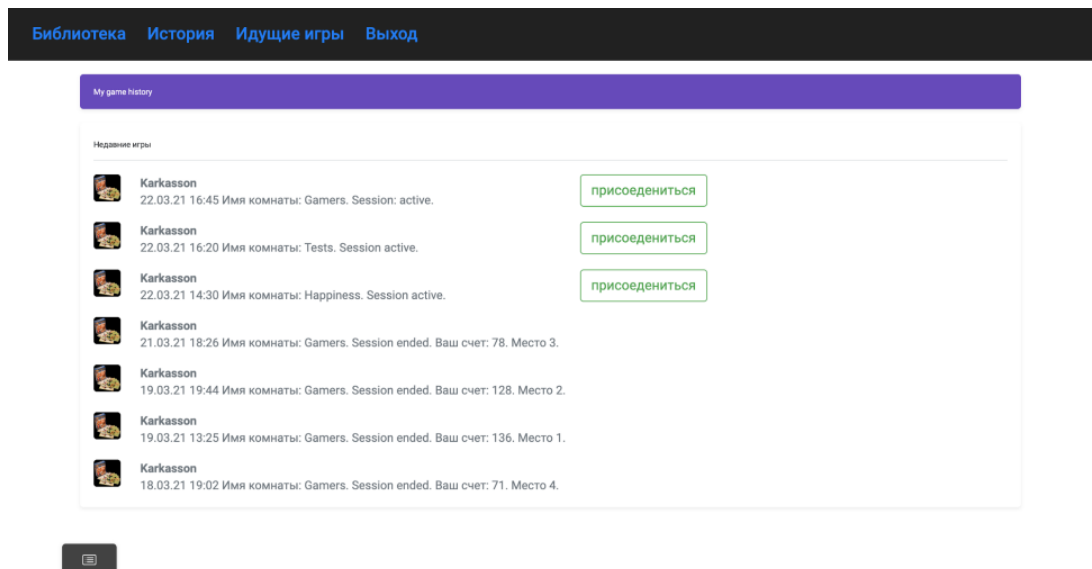 Библиотека История Идущие игры Выход
My game history
Недавние игры
Karkasson
22.03.21 16:45 Имя комнаты: Gamers. Session: active.
присоедениться
Karkasson
22.03.21 16:20 Имя комнаты: Tests. Session active.
присоедениться
Karkasson
22.03.21 14:30 Имя комнаты: Happiness. Session active.
присоедениться
Karkasson
21.03.21 18:26 Имя комнаты: Gamers. Session ended. Ваш счет: 78. Место 3.
Karkasson
19.03.21 19:44 Имя комнаты: Gamers. Session ended. Ваш счет: 128. Место 2.
Karkasson
19.03.21 13:25 Имя комнаты: Gamers. Session ended. Ваш счет: 136. Место 1.
Karkasson
18.03.21 19:02 Имя комнаты: Gamers. Session ended. Ваш счет: 71. Место 4.